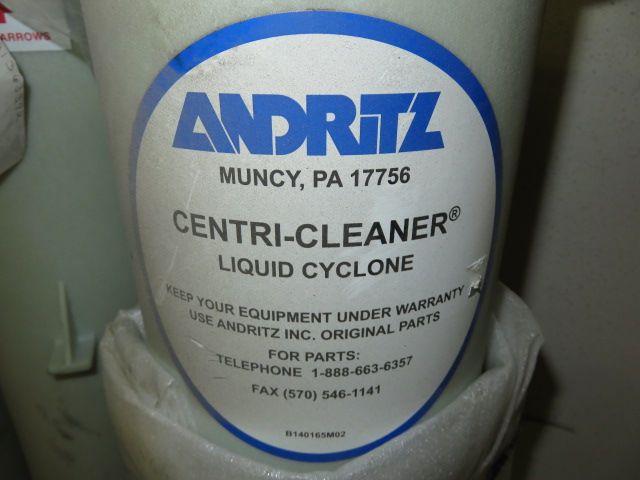 ARROWS
ANDRITZ
MUNCY, PA 17756
CENTRI-CLEANER®
LIQUID CYCLONE
KEEP YOUR EQUIPMENT UNDER WARRANTY
USE ANDRITZ INC. ORIGINAL PARTS
FOR PARTS:
TELEPHONE 1-888-663-6357
FAX (570) 546-1141
B140165M02